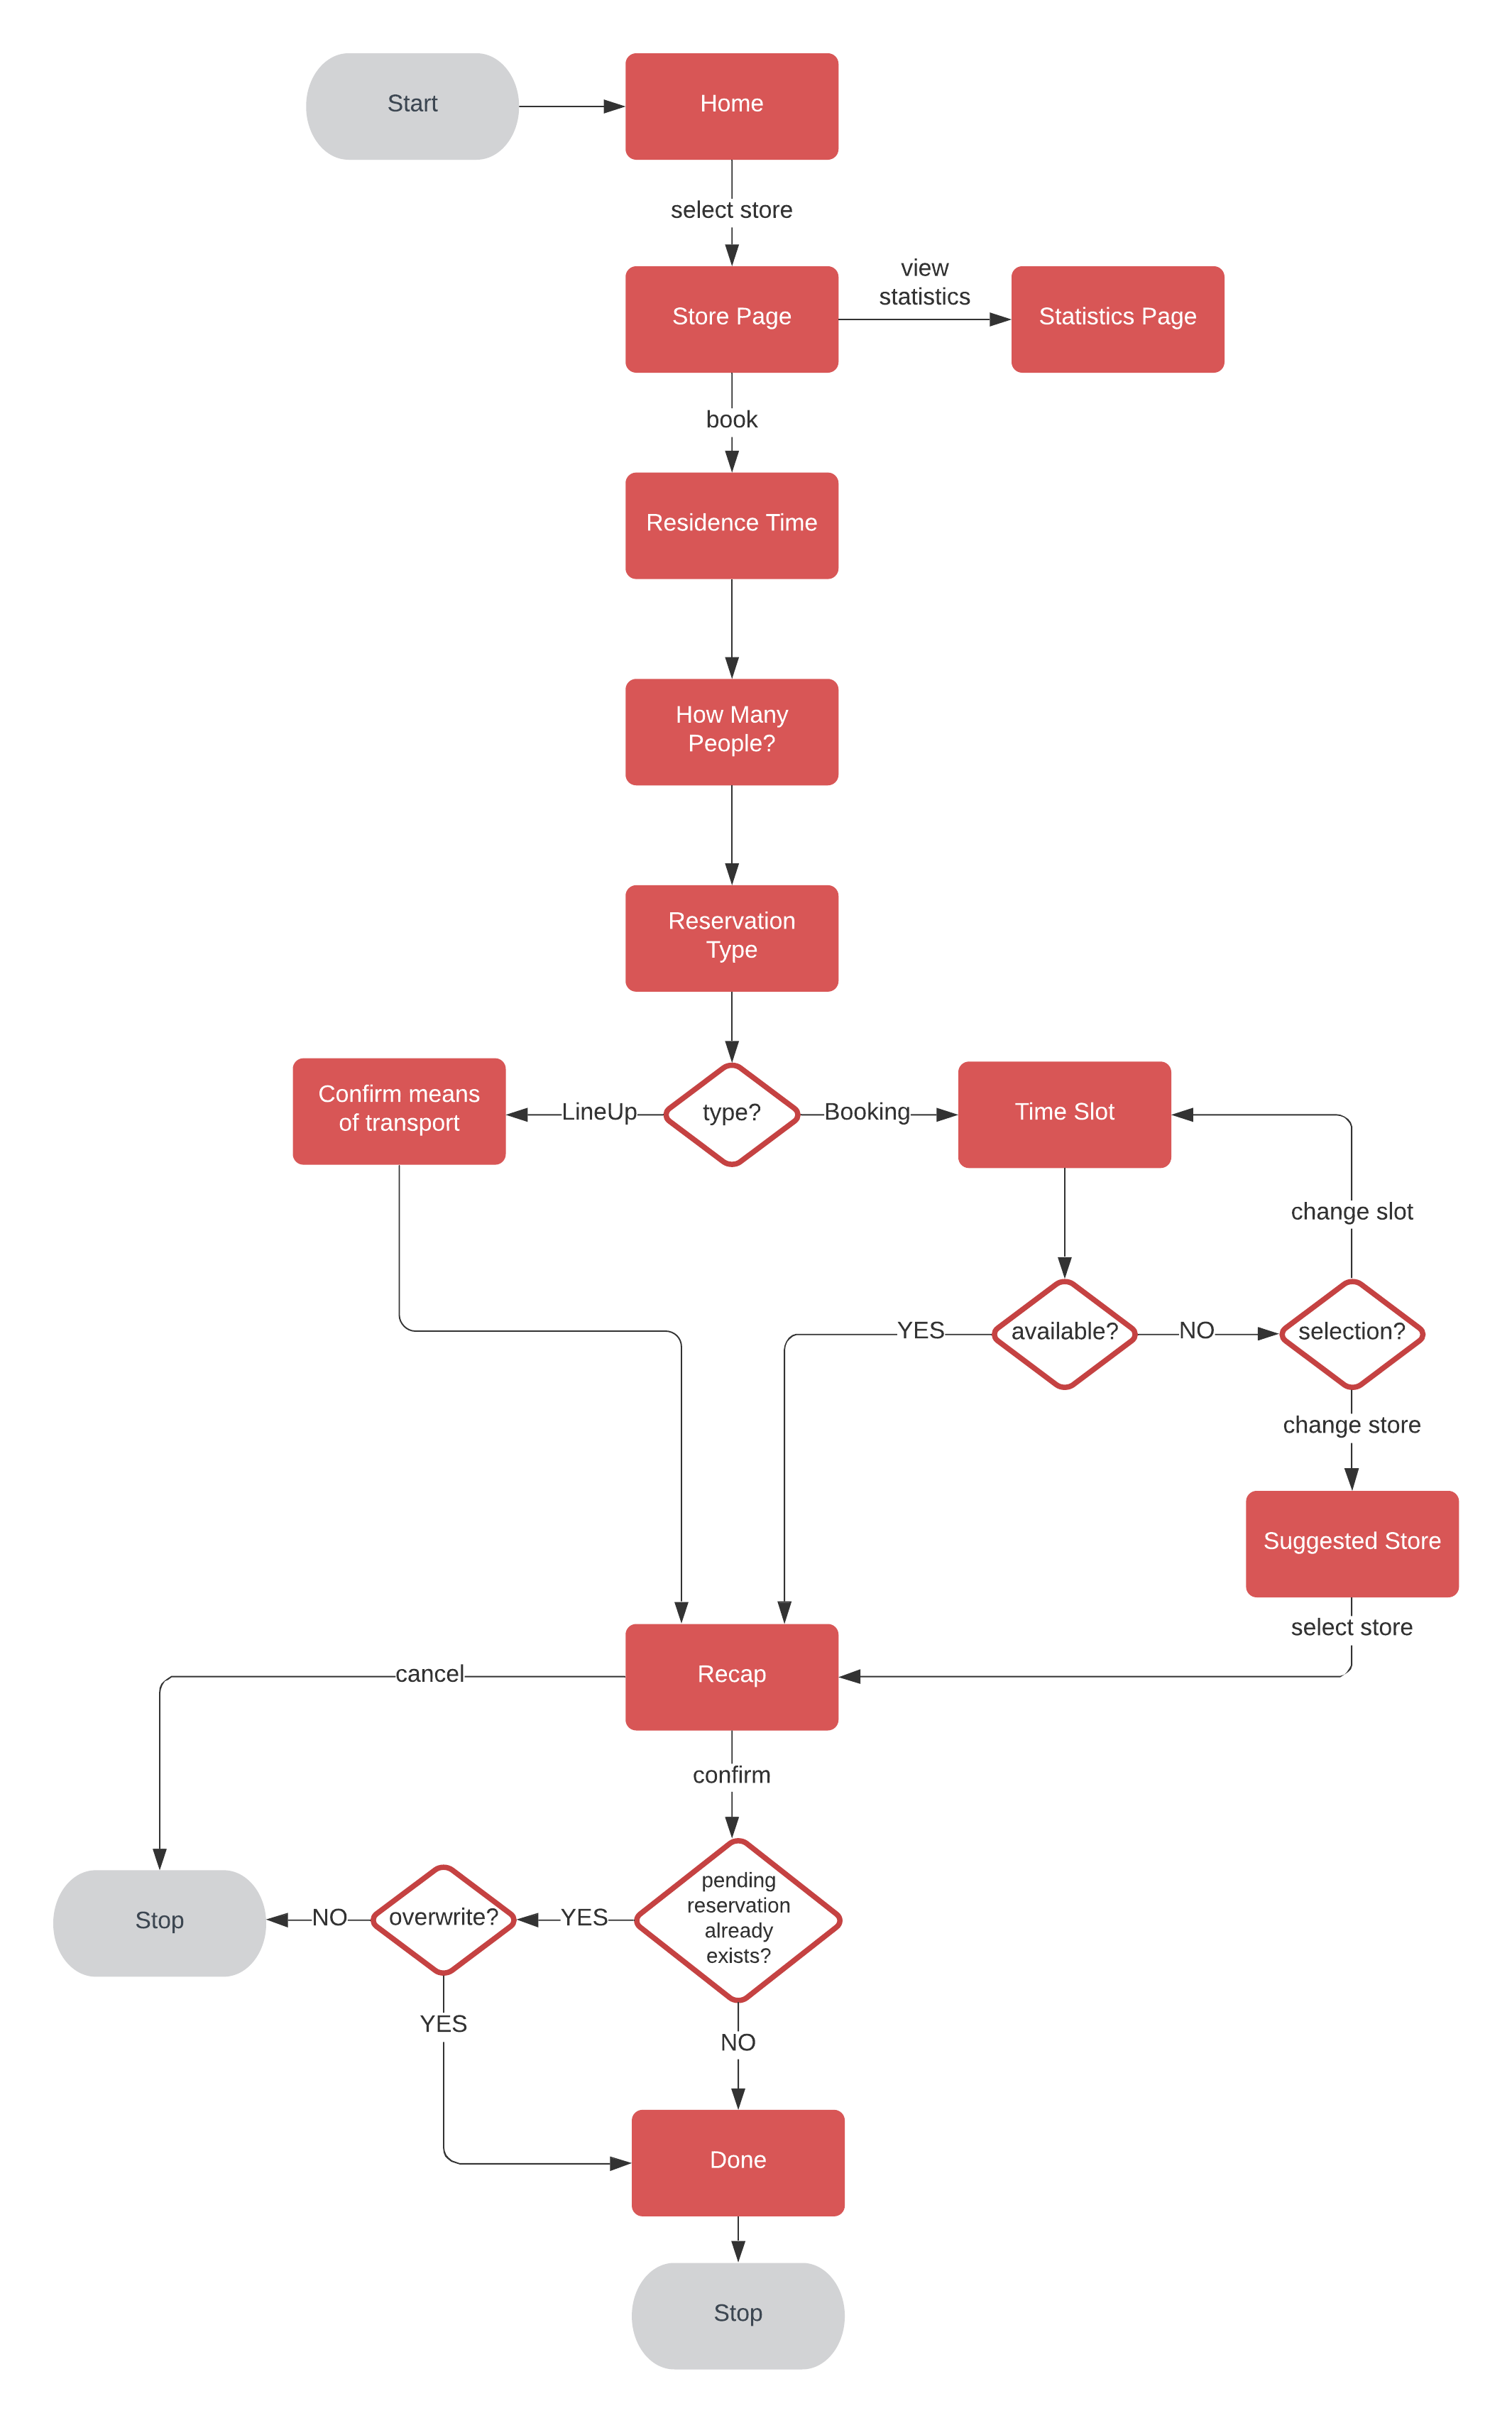 Start
Home
select store
view
statistics
Store Page
Statistics Page
book
Residence Time
How Many
People?
Reservation
Type
Confirm means
of transport
LineUp
type?
Booking
Time Slot
change slot
YES
available?
NO
selection?
change store
Suggested Store
select store
cancel
Recap
confirm
pending
reservation
already
exists?
Stop
NO
overwrite?
YES
YES
NO
Done
Stop